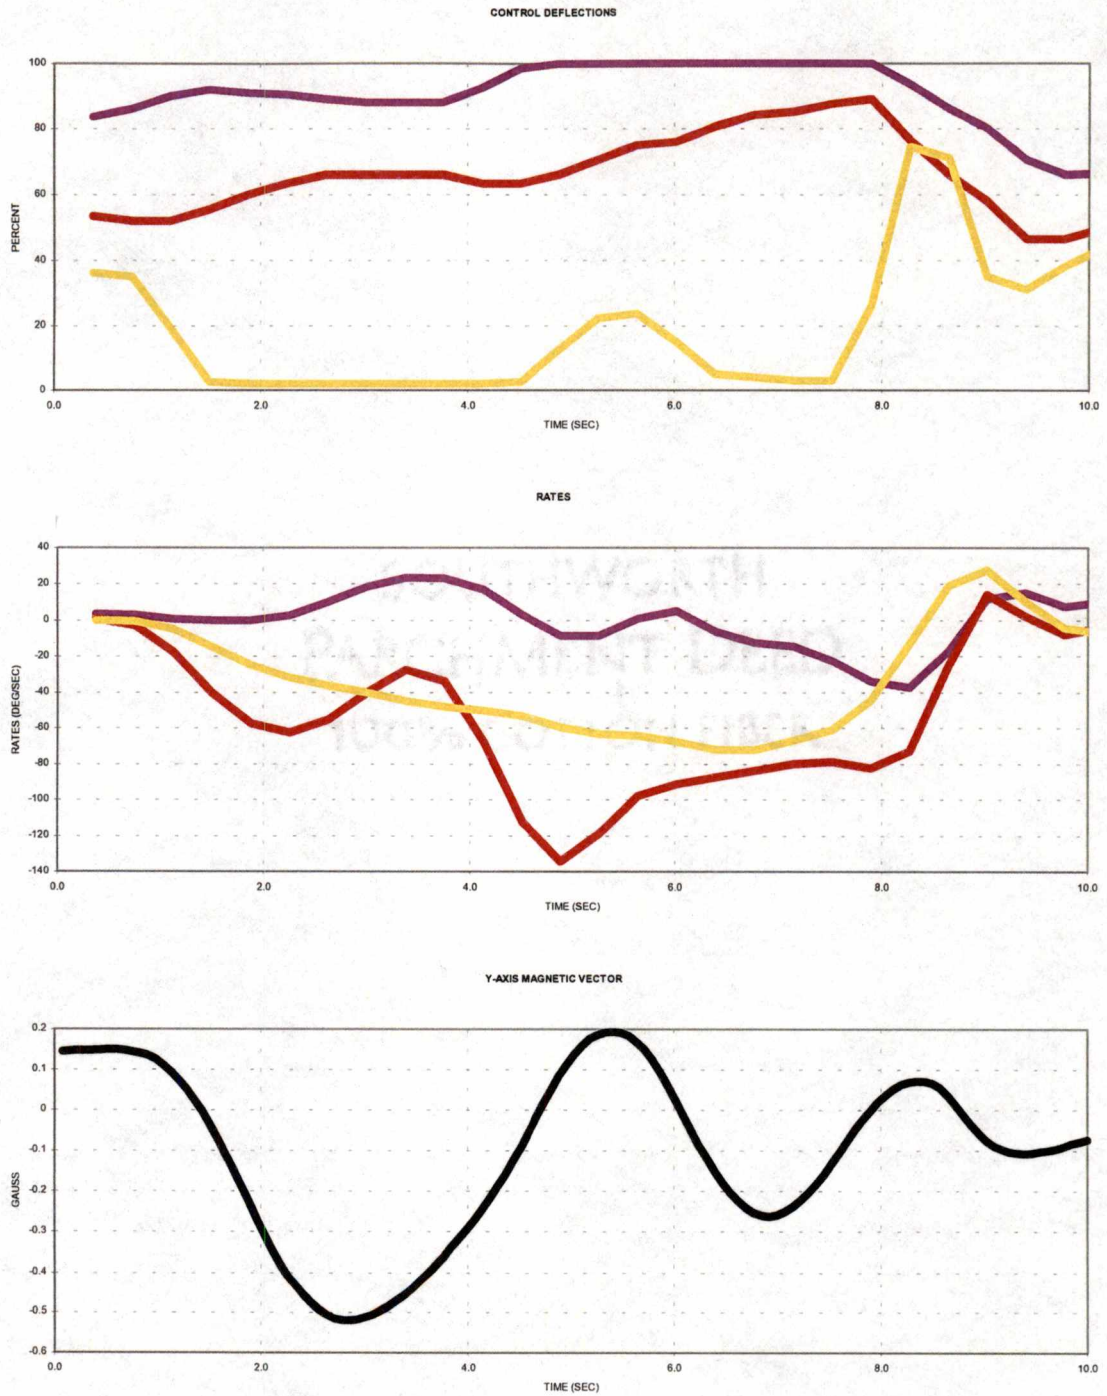 CONTROL DEFLECTIONS
100
80
60
40
20
0
PERCENT
0.0 2.0 4.0 6.0 8.0 10.0
TIME (SEC)
RATES
40
20
0
-20
-40
-60
-80
-100
-120
-140
RATES (DEG/SEC)
0.0 2.0 4.0 6.0 8.0 10.0
TIME (SEC)
Y-AXIS MAGNETIC VECTOR
0.2
0.1
0
-0.1
-0.2
-0.3
-0.4
-0.5
-0.6
GAUSS
0.0 2.0 4.0 6.0 8.0 10.0
TIME (SEC)